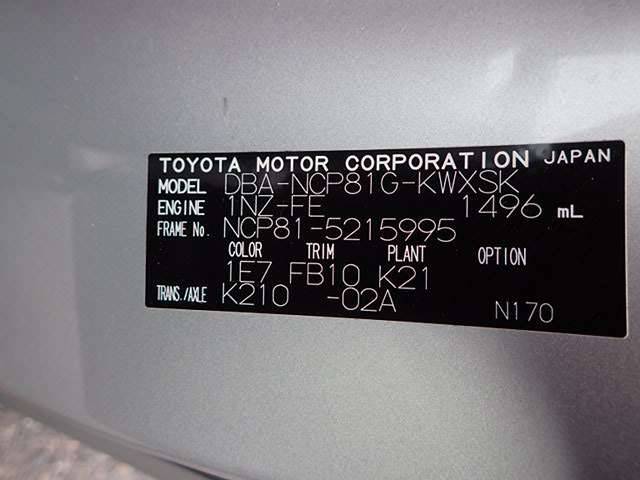 TOYOTA MOTOR CORPORATION JAPAN
MODEL DBA-NCP81G-KWXSK
ENGINE 1NZ-FE 1496 mL
FRAME No. NCP81-5215995
COLOR TRIM PLANT OPTION
1E7 FB10 K21
TRANS./AXLE K210 -02A
N170